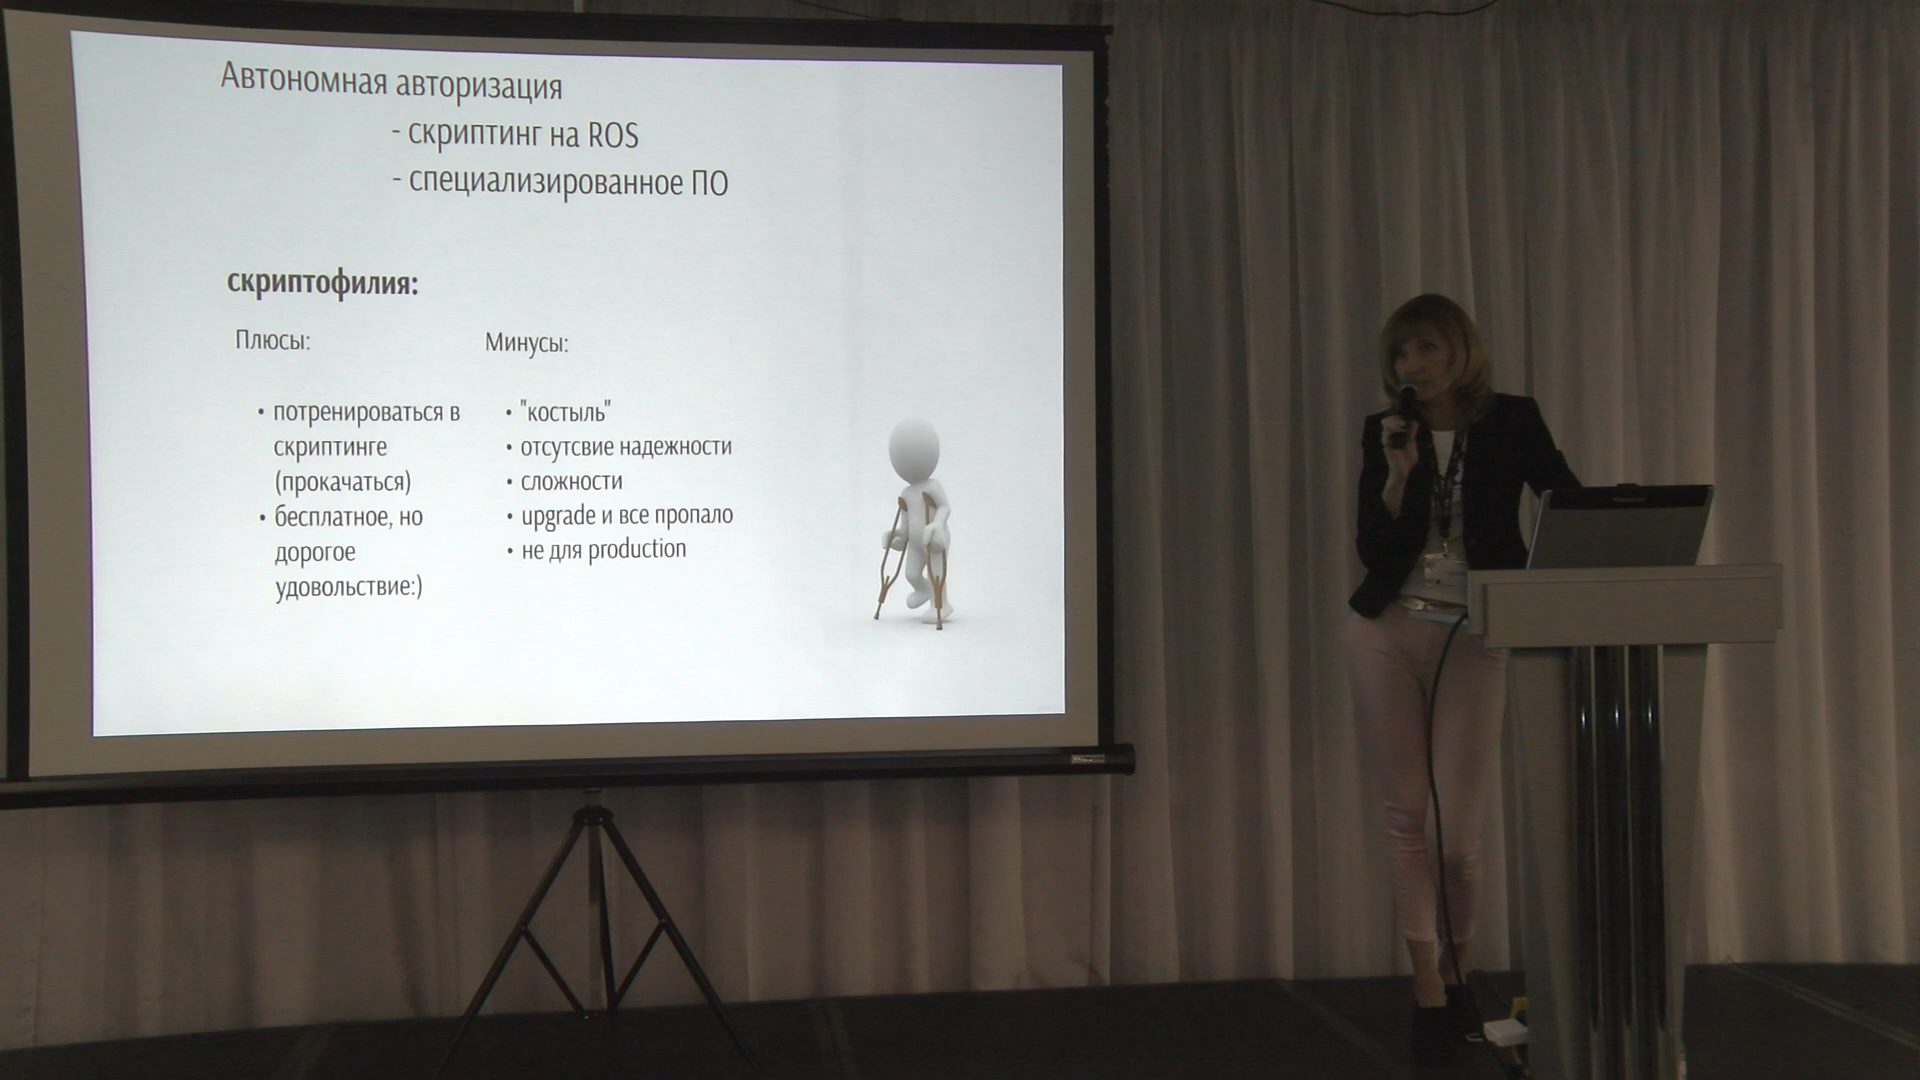 Автономная авторизация
- скриптинг на ROS
- специализированное ПО
скриптофилия:
Плюсы:
• потренироваться в
скриптинге
(прокачаться)
• бесплатное, но
дорогое
удовольствие:)
Минусы:
• "костыль"
• отсутсвие надежности
• сложности
• upgrade и все пропало
• не для production